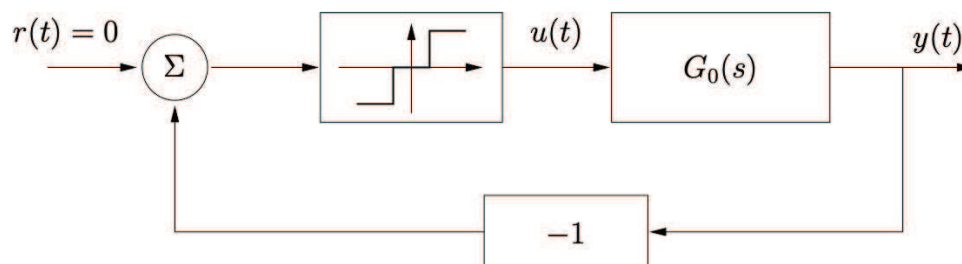 r(t) = 0
Σ
u(t)
G₀(s)
y(t)
−1